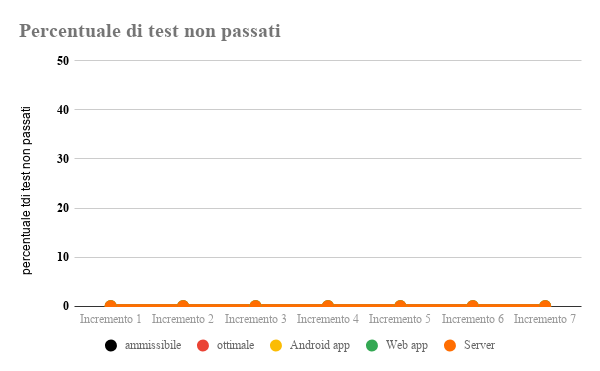 Percentuale di test non passati
percentuale tdi test non passati
50
40
30
20
10
0
Incremento 1 Incremento 2 Incremento 3 Incremento 4 Incremento 5 Incremento 6 Incremento 7
ammissibile ottimale Android app Web app Server